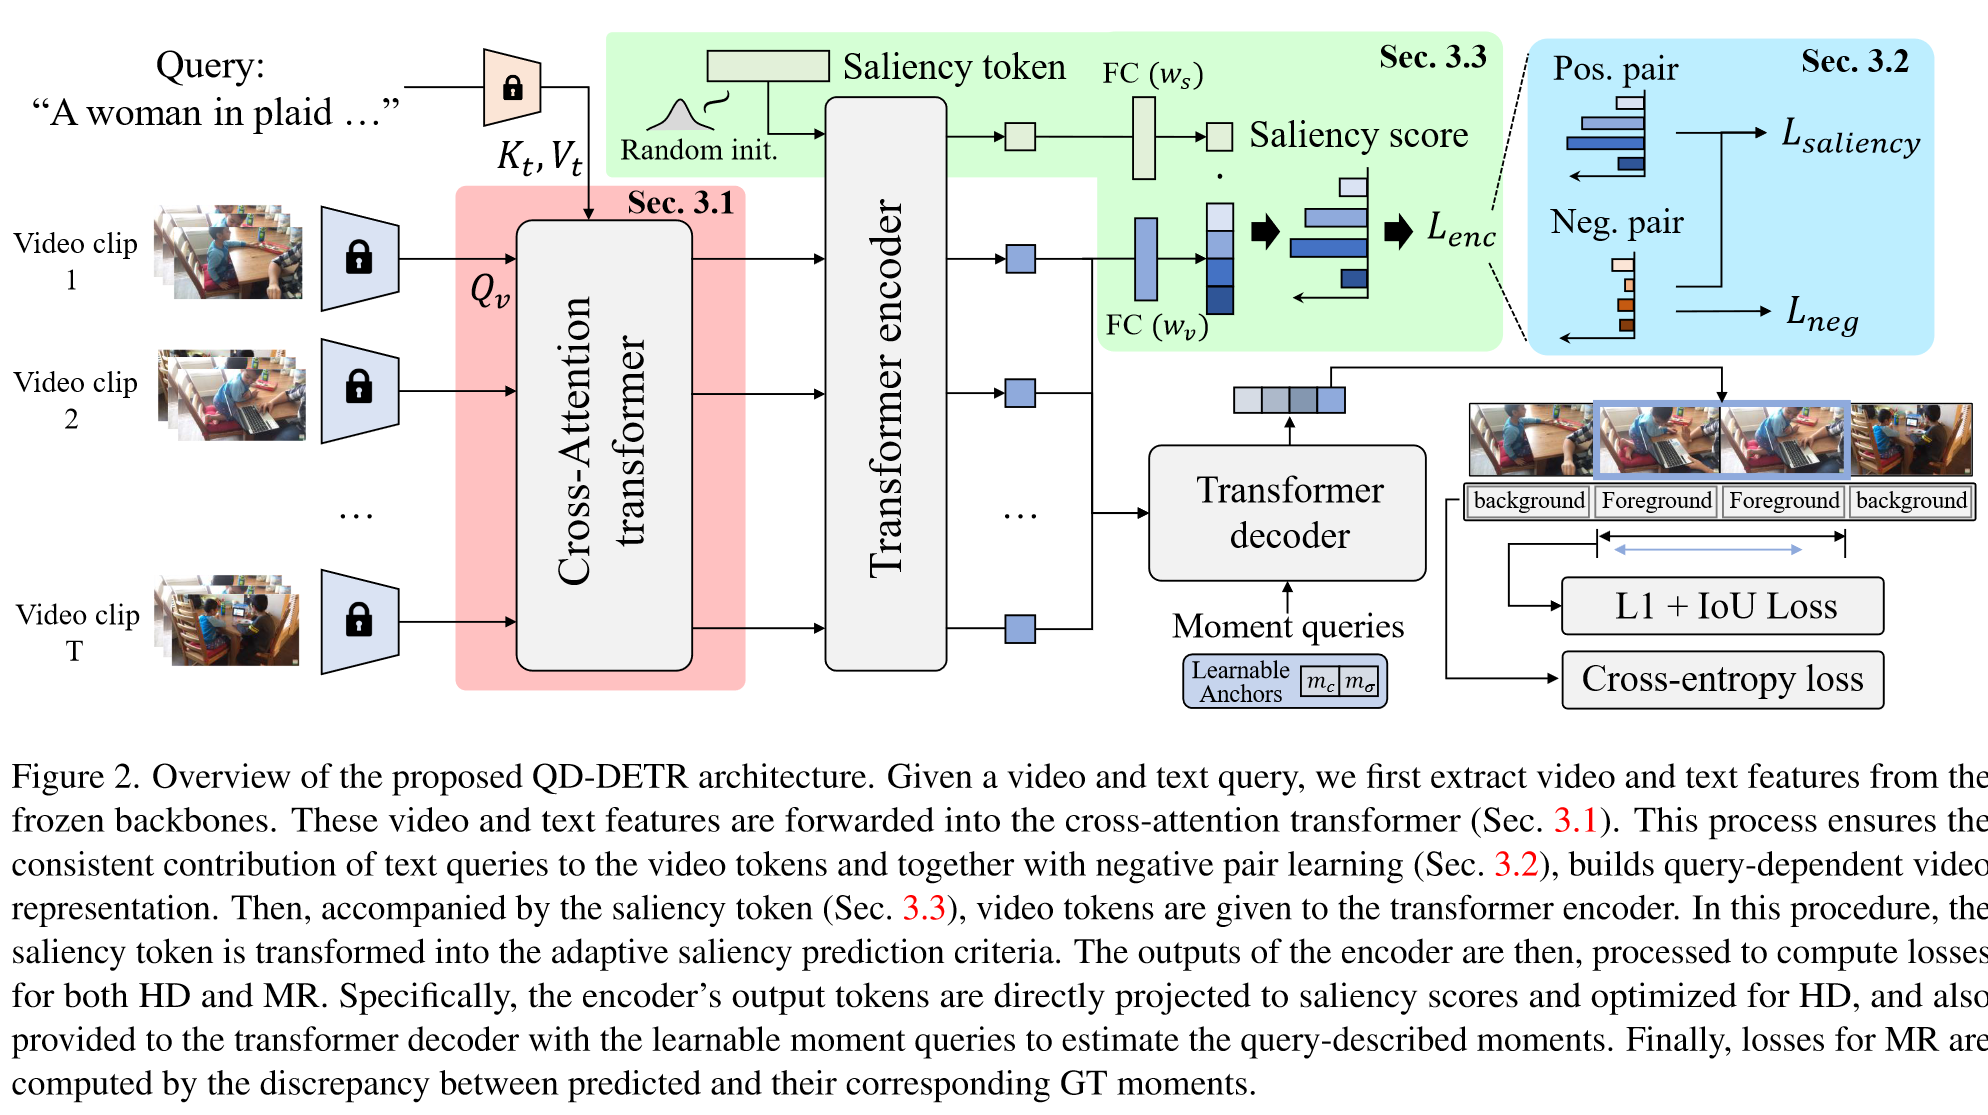 Query:
“A woman in plaid …”
K_t, V_t
Saliency token
Random init.
FC (w_s)
Sec. 3.3
Saliency score
.
FC (w_v)
L_enc
Sec. 3.2
Pos. pair
L_saliency
Neg. pair
L_neg
Sec. 3.1
Video clip
1
Q_v
Video clip
2
…
Video clip
T
Cross-Attention
transformer
Transformer encoder
…
Transformer
decoder
Moment queries
Learnable
Anchors
m_c m_σ
background Foreground Foreground background
L1 + IoU Loss
Cross-entropy loss
Figure 2. Overview of the proposed QD-DETR architecture. Given a video and text query, we first extract video and text features from the
frozen backbones. These video and text features are forwarded into the cross-attention transformer (Sec. 3.1). This process ensures the
consistent contribution of text queries to the video tokens and together with negative pair learning (Sec. 3.2), builds query-dependent video
representation. Then, accompanied by the saliency token (Sec. 3.3), video tokens are given to the transformer encoder. In this procedure, the
saliency token is transformed into the adaptive saliency prediction criteria. The outputs of the encoder are then, processed to compute losses
for both HD and MR. Specifically, the encoder’s output tokens are directly projected to saliency scores and optimized for HD, and also
provided to the transformer decoder with the learnable moment queries to estimate the query-described moments. Finally, losses for MR are
computed by the discrepancy between predicted and their corresponding GT moments.